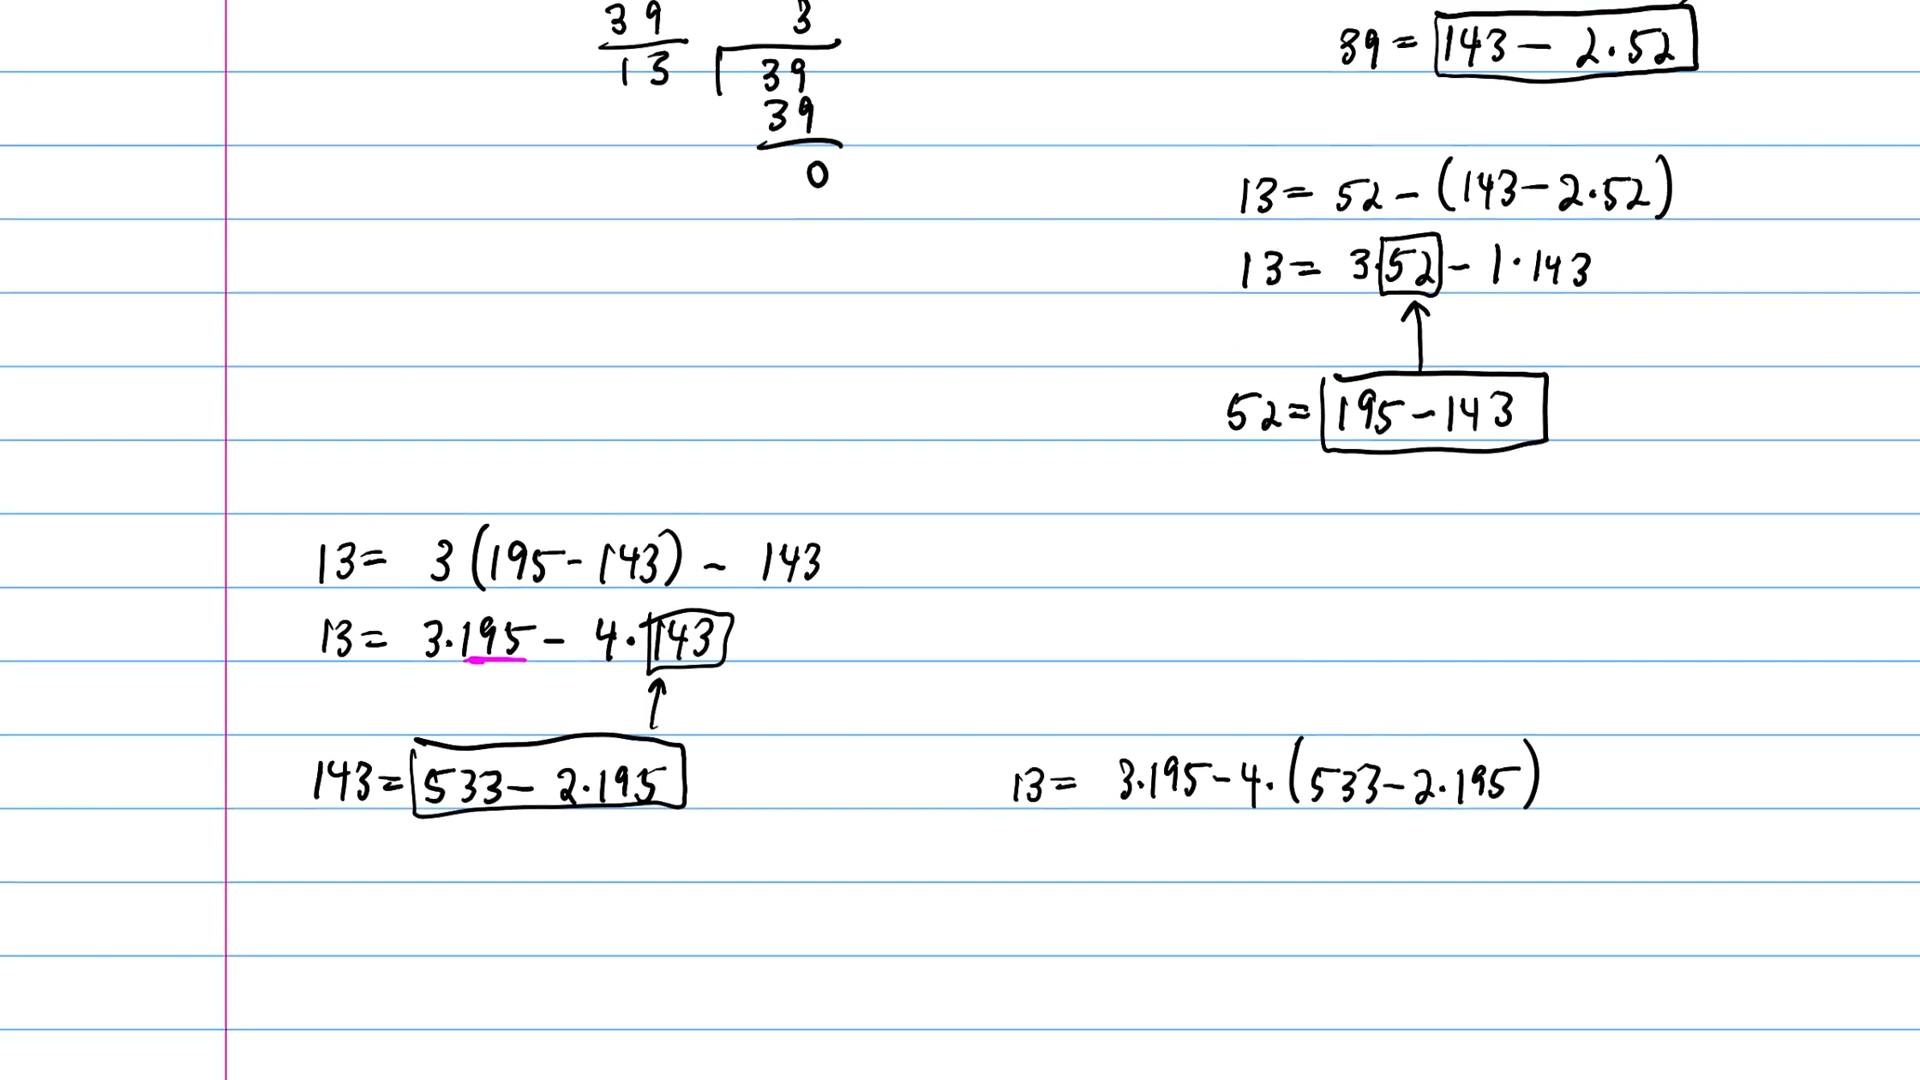 39 3
13 39
39
0
39 = 143 - 2·52
13 = 52 - (143 - 2·52)
13 = 3·52 - 1·143
52 = 195 - 143
13 = 3(195 - 143) - 143
13 = 3·195 - 4·143
143 = 533 - 2·195
13 = 3·195 - 4·(533 - 2·195)